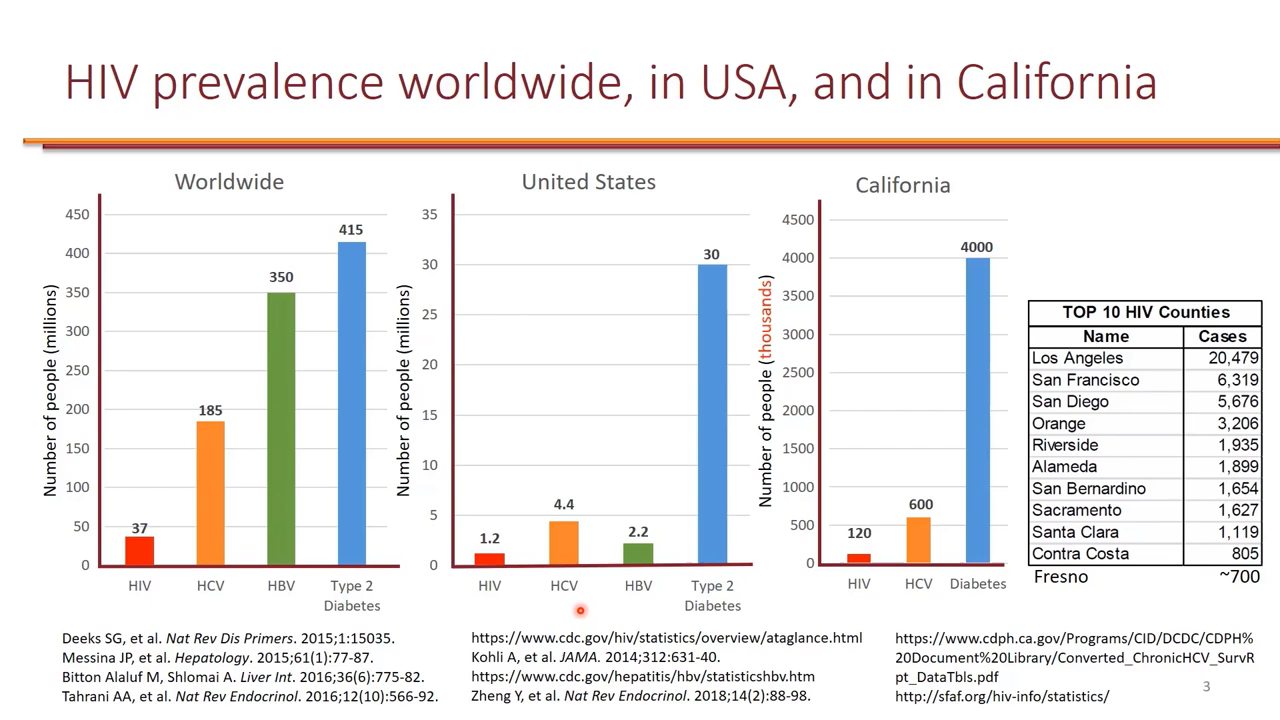 HIV prevalence worldwide, in USA, and in California
Worldwide
Number of people (millions)
450
400
350
300
250
200
150
100
50
0
37
185
350
415
HIV
HCV
HBV
Type 2
Diabetes
United States
Number of people (millions)
35
30
25
20
15
10
5
0
1.2
4.4
2.2
30
HIV
HCV
HBV
Type 2
Diabetes
California
Number of people (thousands)
4500
4000
3500
3000
2500
2000
1500
1000
500
0
120
600
4000
HIV
HCV
Diabetes
TOP 10 HIV Counties
Name Cases
Los Angeles 20,479
San Francisco 6,319
San Diego 5,676
Orange 3,206
Riverside 1,935
Alameda 1,899
San Bernardino 1,654
Sacramento 1,627
Santa Clara 1,119
Contra Costa 805
Fresno ~700
Deeks SG, et al. Nat Rev Dis Primers. 2015;1:15035.
Messina JP, et al. Hepatology. 2015;61(1):77-87.
Bitton Alaluf M, Shlomai A. Liver Int. 2016;36(6):775-82.
Tahrani AA, et al. Nat Rev Endocrinol. 2016;12(10):566-92.
https://www.cdc.gov/hiv/statistics/overview/ataglance.html
Kohli A, et al. JAMA. 2014;312:631-40.
https://www.cdc.gov/hepatitis/hbv/statisticshbv.htm
Zheng Y, et al. Nat Rev Endocrinol. 2018;14(2):88-98.
https://www.cdph.ca.gov/Programs/CID/DCDC/CDPH%
20Document%20Library/Converted_ChronicHCV_SurvR
pt_DataTbls.pdf
http://sfaf.org/hiv-info/statistics/
3